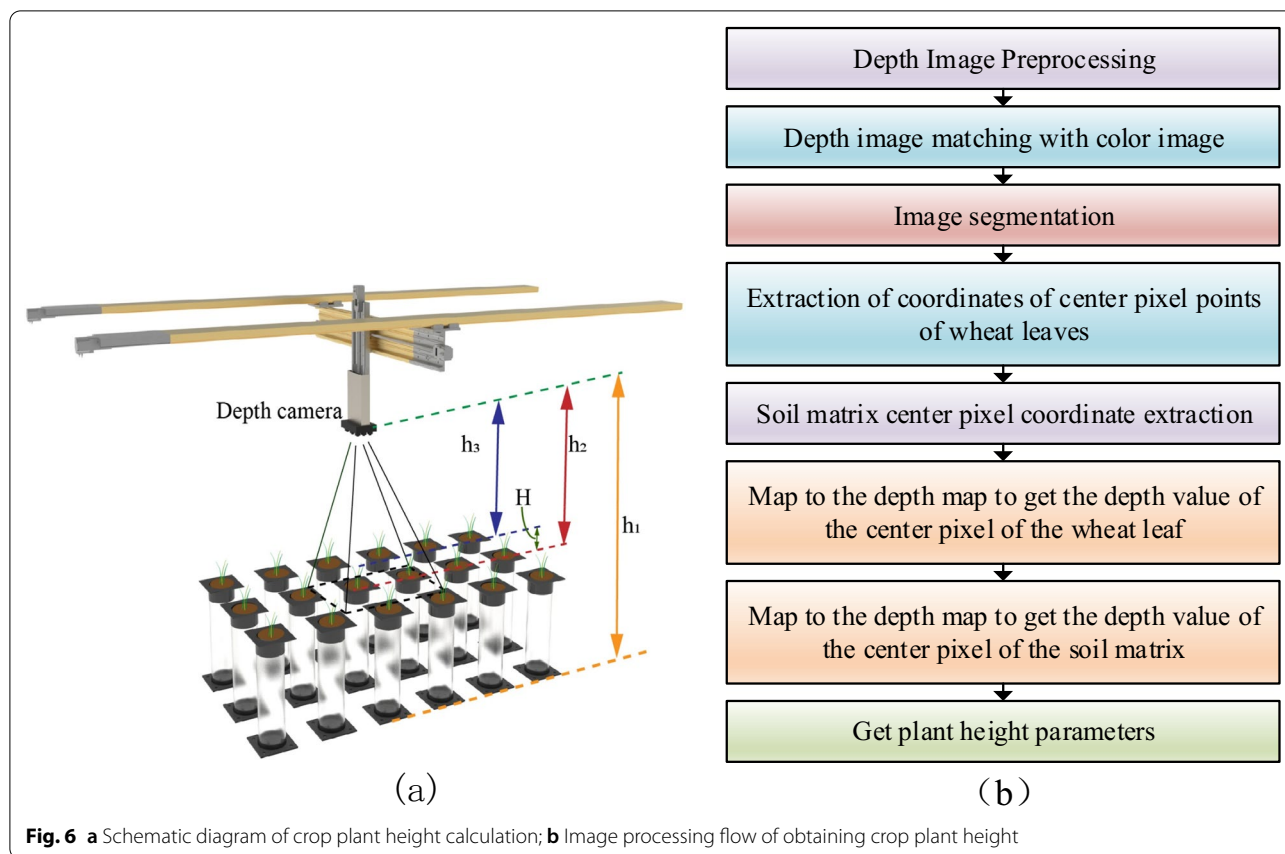 Depth camera
h₃
h₂
H
h₁
(a)
Depth Image Preprocessing
Depth image matching with color image
Image segmentation
Extraction of coordinates of center pixel points
of wheat leaves
Soil matrix center pixel coordinate extraction
Map to the depth map to get the depth value of
the center pixel of the wheat leaf
Map to the depth map to get the depth value of
the center pixel of the soil matrix
Get plant height parameters
(b)
Fig. 6 a Schematic diagram of crop plant height calculation; b Image processing flow of obtaining crop plant height